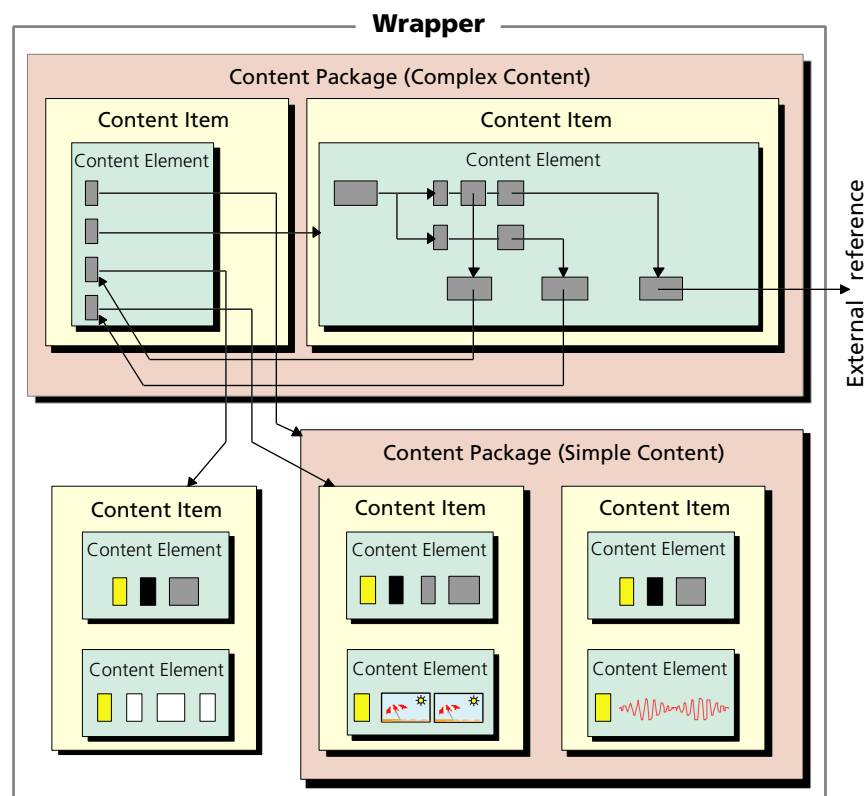 Wrapper
Content Package (Complex Content)
Content Item
Content Element
Content Item
Content Element
External reference
Content Package (Simple Content)
Content Item
Content Element
Content Element
Content Item
Content Element
Content Element
Content Item
Content Element
Content Element